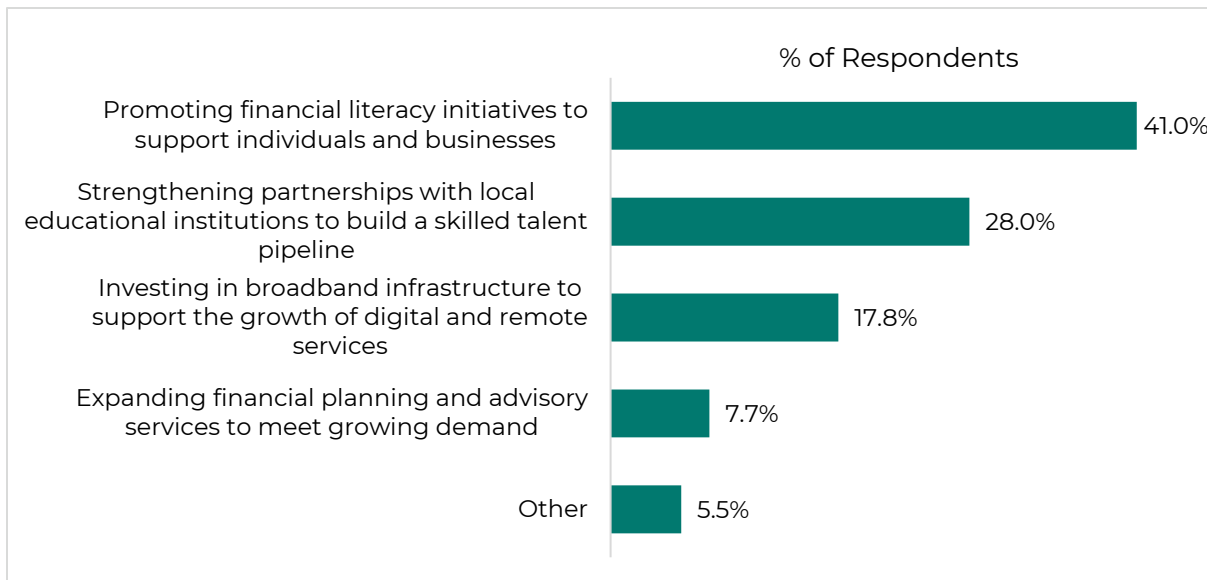 % of Respondents
Promoting financial literacy initiatives to
support individuals and businesses
41.0%
Strengthening partnerships with local
educational institutions to build a skilled talent
pipeline
28.0%
Investing in broadband infrastructure to
support the growth of digital and remote
services
17.8%
Expanding financial planning and advisory
services to meet growing demand
7.7%
Other
5.5%